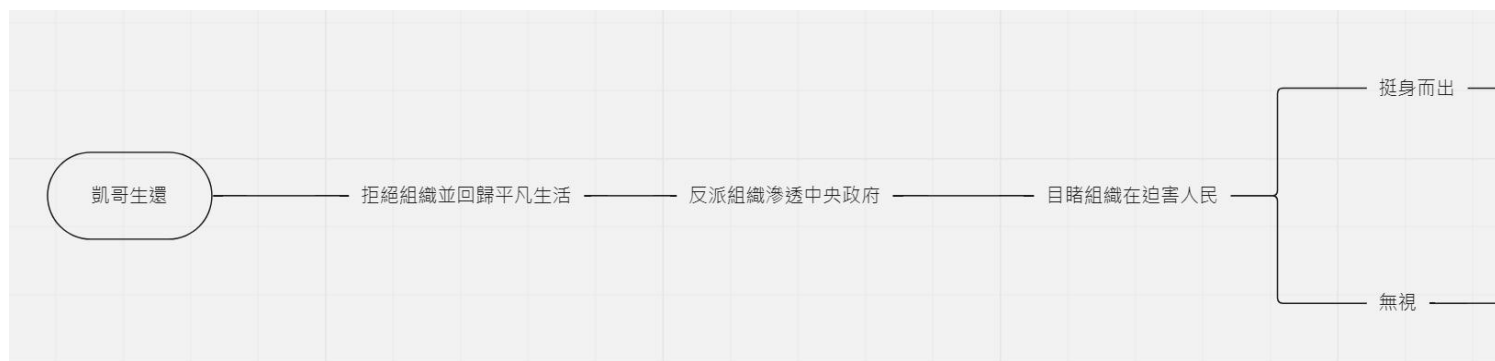 凱哥生還
拒絕組織並回歸平凡生活
反派組織滲透中央政府
目睹組織在迫害人民
挺身而出
無視